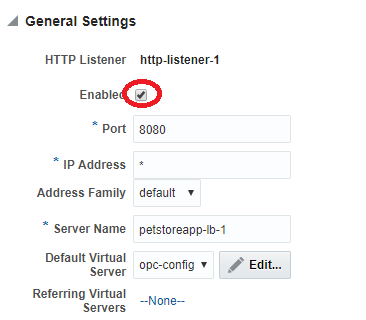 General Settings
HTTP Listener http-listener-1
Enabled
* Port 8080
* IP Address *
Address Family default
* Server Name petstoreapp-lb-1
Default Virtual
Server opc-config Edit...
Referring Virtual
Servers --None--